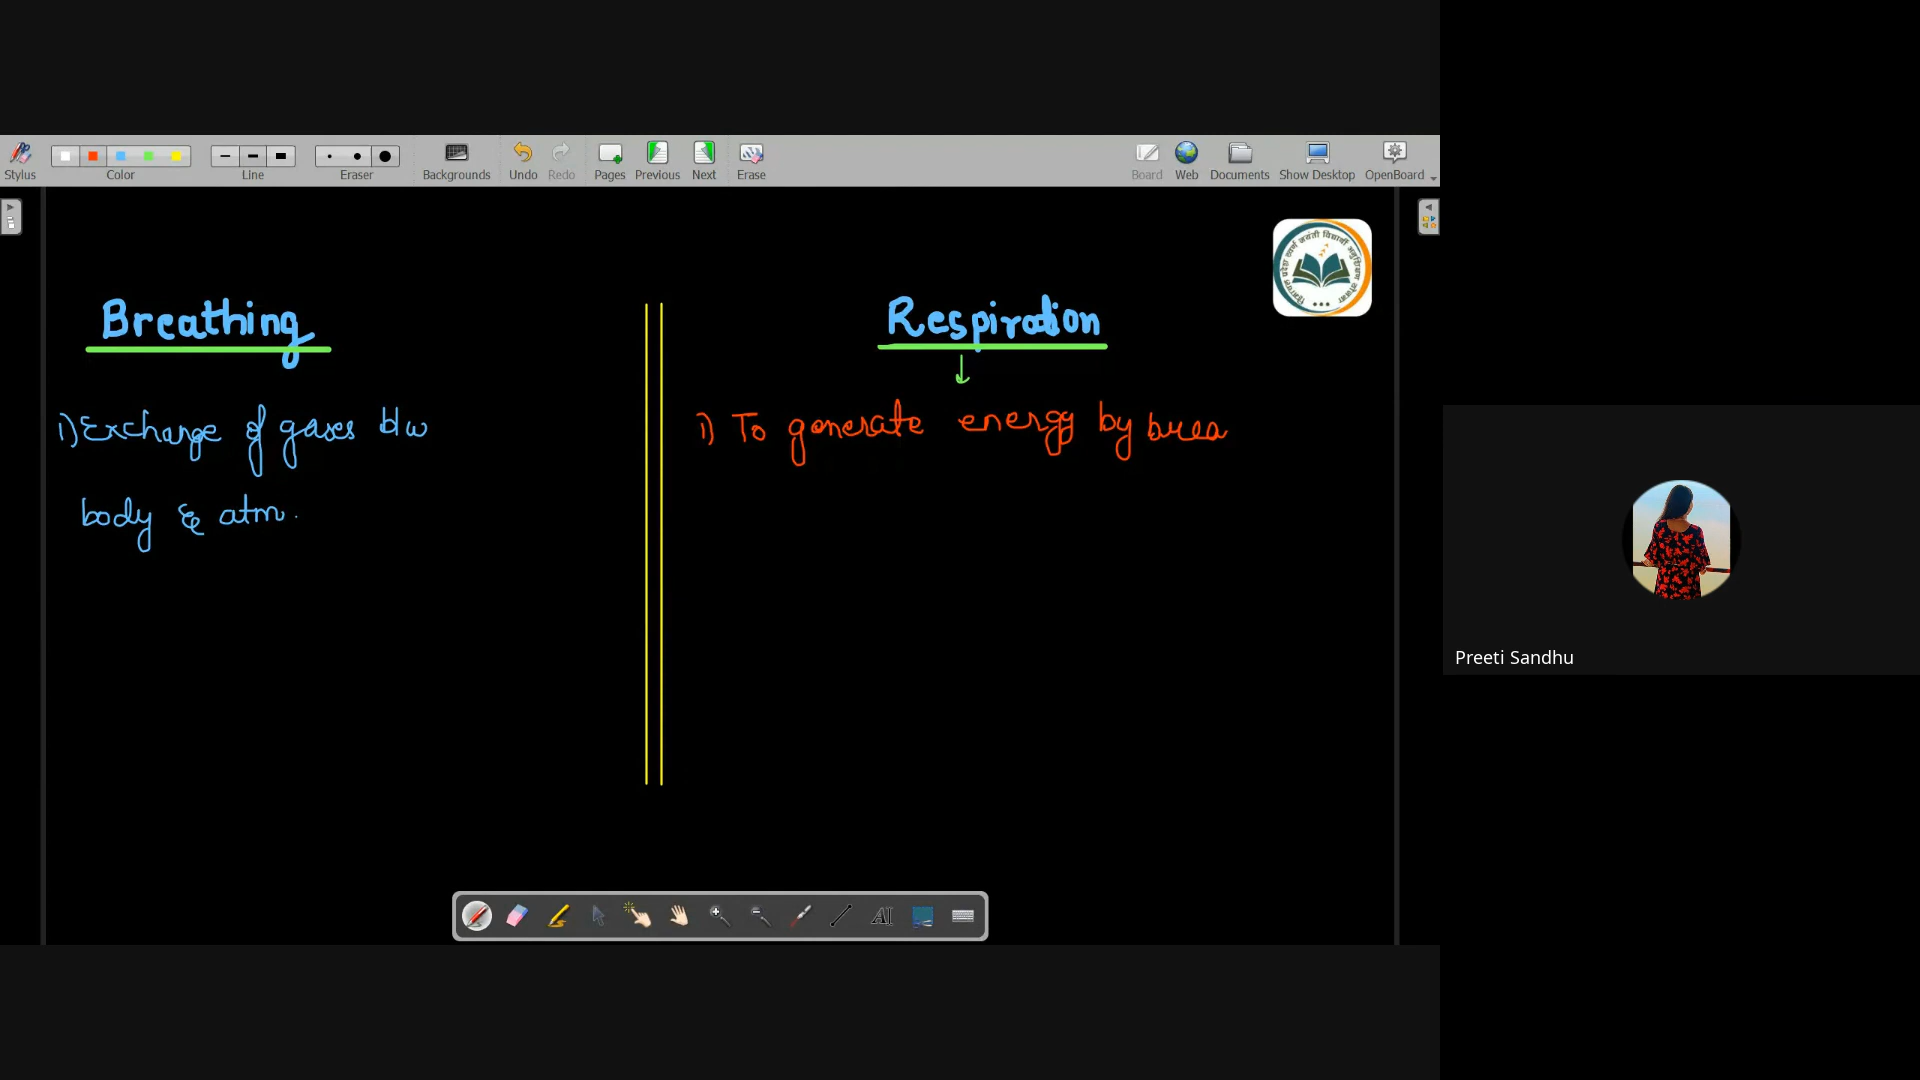 Stylus
Color
Line
Eraser
Backgrounds
Undo
Redo
Pages
Previous
Next
Erase
Board
Web
Documents
Show Desktop
OpenBoard
Breathing
1) Exchange of gases b/w
body & atm.
Respiration
↓
1) To generate energy by brea
Preeti Sandhu